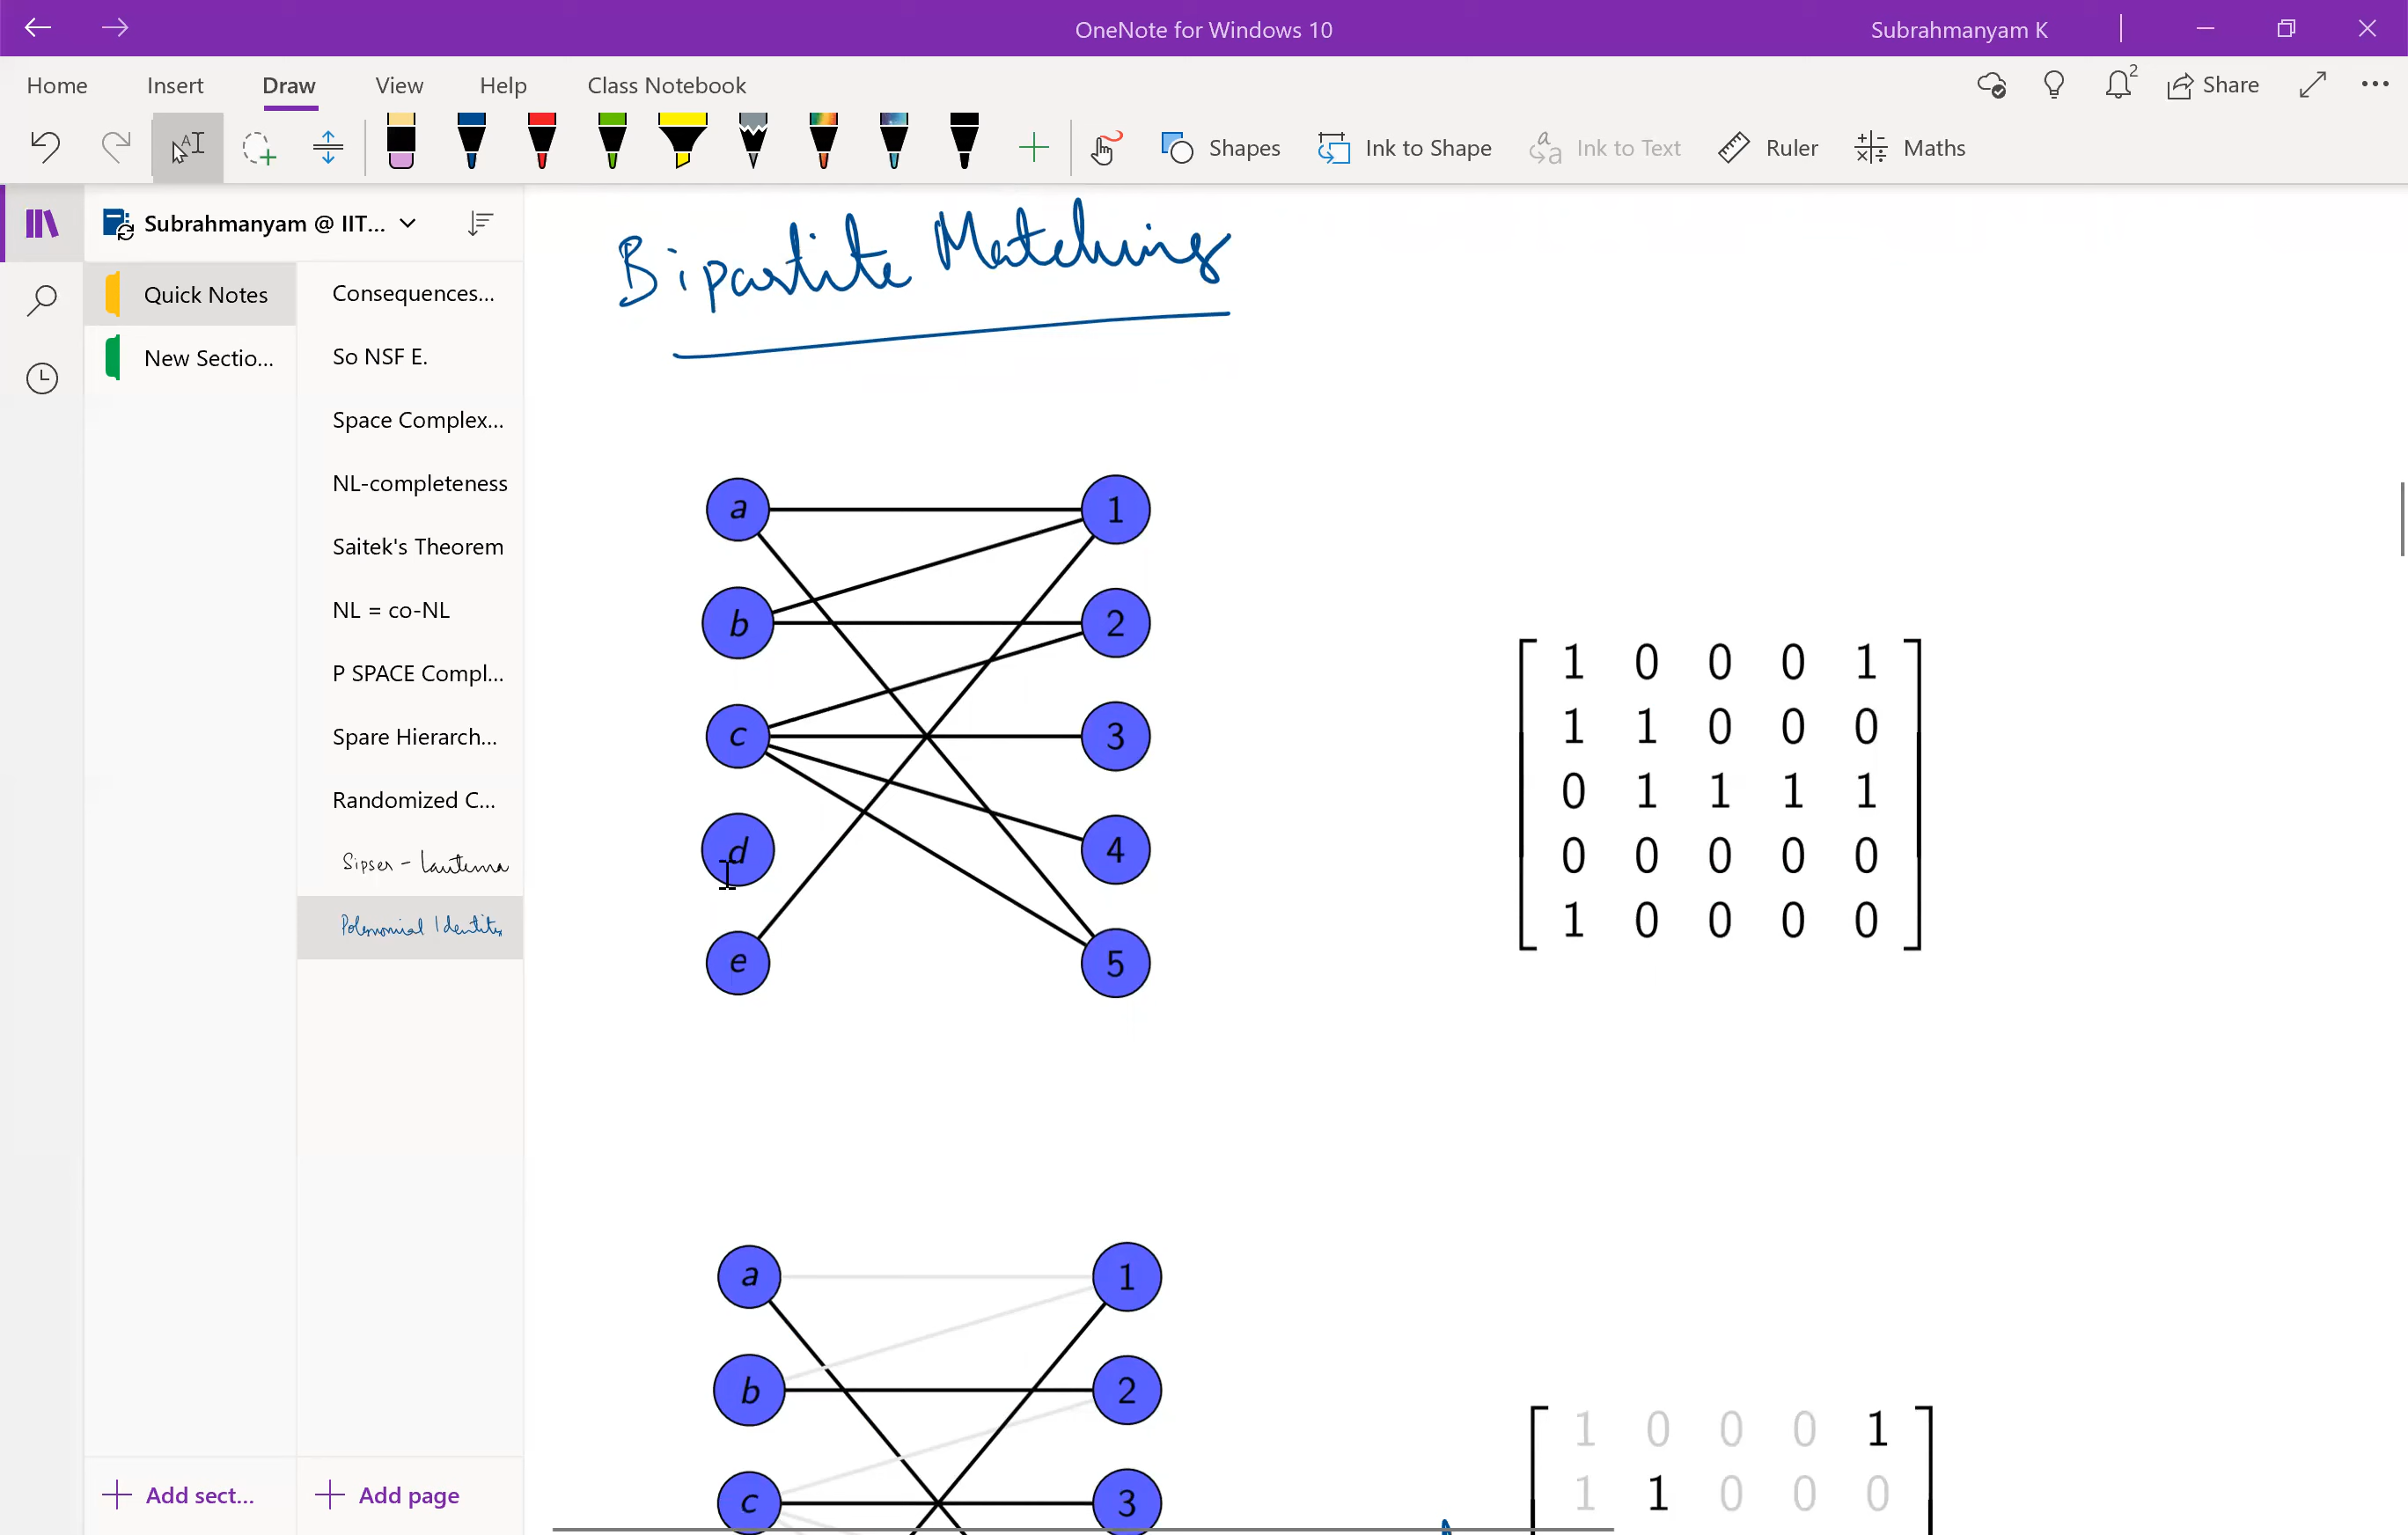 OneNote for Windows 10
Subrahmanyam K
Home Insert Draw View Help Class Notebook
2
Share
Shapes Ink to Shape Ink to Text Ruler Maths
Subrahmanyam @ IIT...
Quick Notes
New Sectio...
Consequences...
So NSF E.
Space Complex...
NL-completeness
Saitek's Theorem
NL = co-NL
P SPACE Compl...
Spare Hierarch...
Randomized C...
Sipser - Lautema
Polynomial Identity
Add sect...
Add page
Bipartite Matching
a 1
b 2
c 3
d 4
e 5
1 0 0 0 1
1 1 0 0 0
0 1 1 1 1
0 0 0 0 0
1 0 0 0 0
a 1
b 2
c 3
1 0 0 0 1
1 1 0 0 0